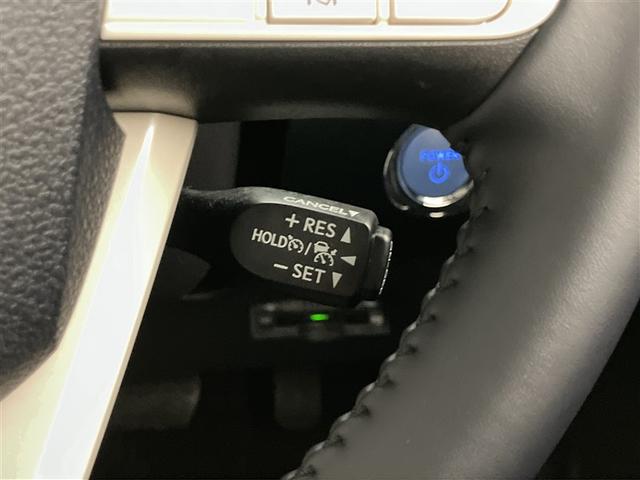 POWER
CANCEL▼
+ RES ▲
HOLD / ◄
− SET ▼